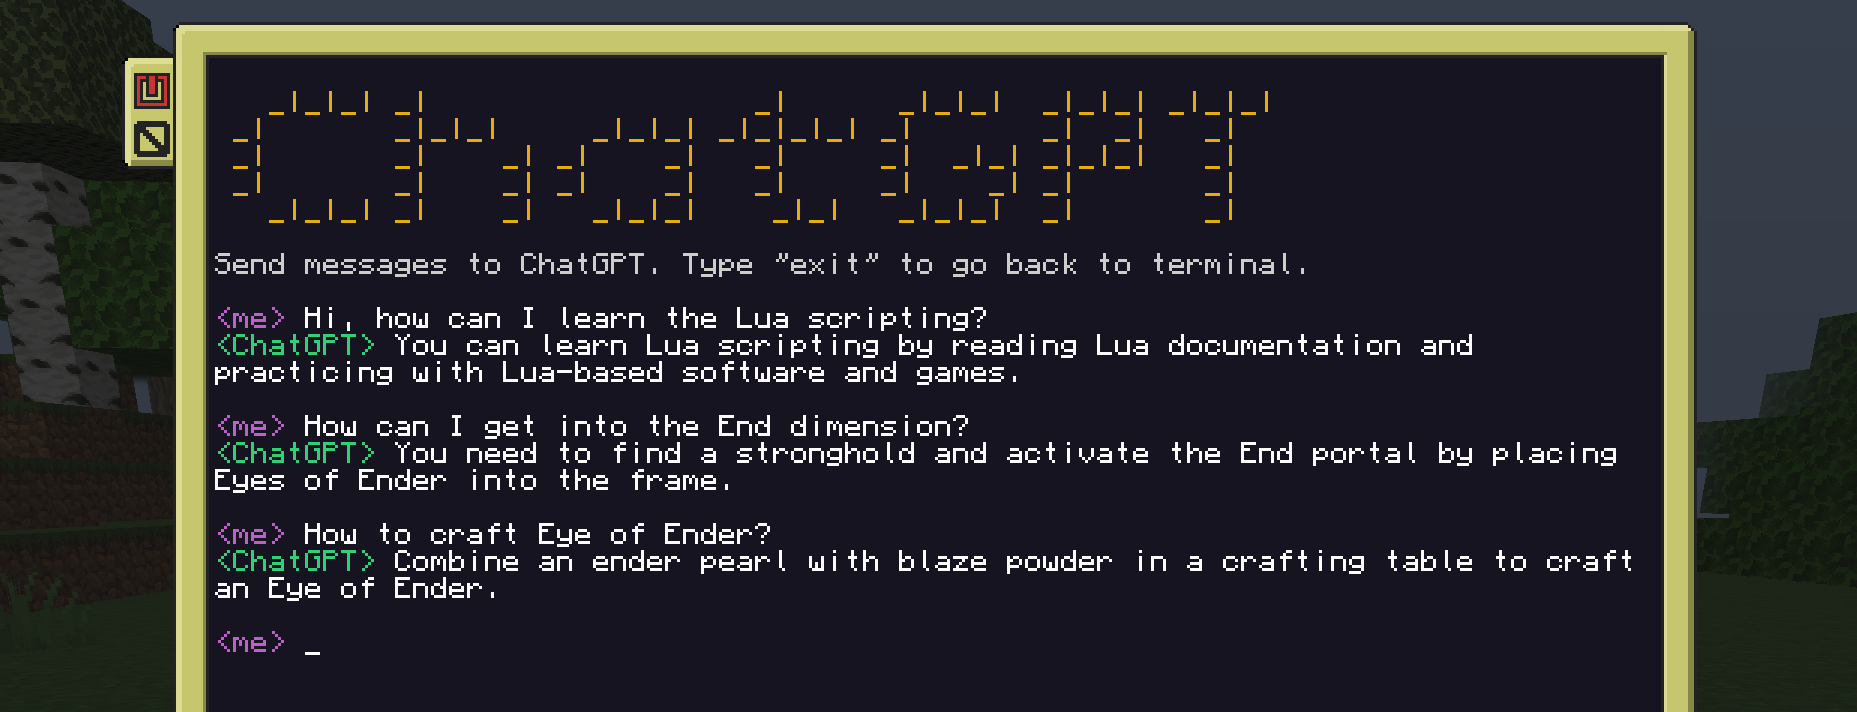 ChatGPT
Send messages to ChatGPT. Type "exit" to go back to terminal.
<me> Hi, how can I learn the Lua scripting?
<ChatGPT> You can learn Lua scripting by reading Lua documentation and
practicing with Lua-based software and games.
<me> How can I get into the End dimension?
<ChatGPT> You need to find a stronghold and activate the End portal by placing
Eyes of Ender into the frame.
<me> How to craft Eye of Ender?
<ChatGPT> Combine an ender pearl with blaze powder in a crafting table to craft
an Eye of Ender.
<me> _